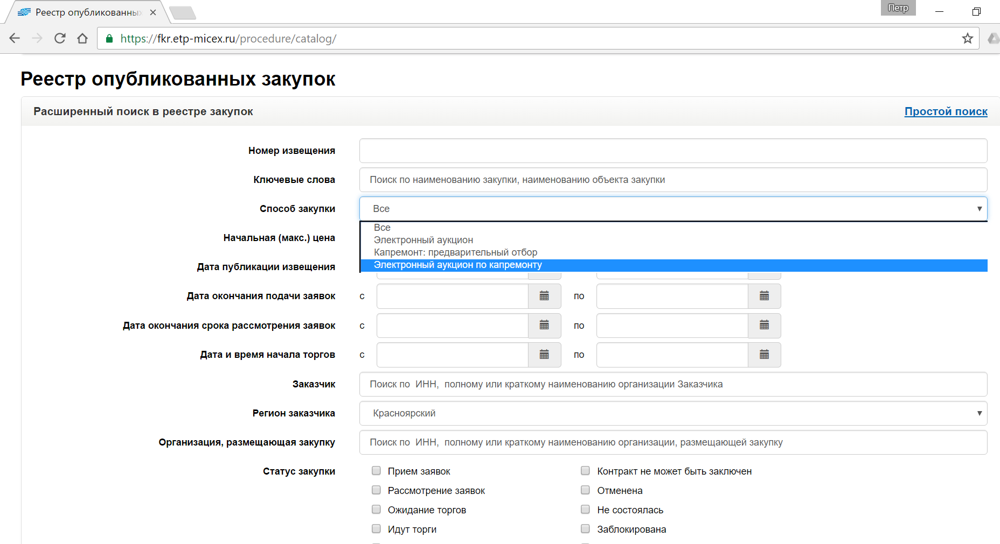 Реестр опубликованных
Петр
https://fkr.etp-micex.ru/procedure/catalog/
Реестр опубликованных закупок
Расширенный поиск в реестре закупок
Простой поиск
Номер извещения
Ключевые слова Поиск по наименованию закупки, наименованию объекта закупки
Способ закупки Все
Все
Начальная (макс.) цена
Электронный аукцион
Капремонт: предварительный отбор
Дата публикации извещения
Электронный аукцион по капремонту
Дата окончания подачи заявок с по
Дата окончания срока рассмотрения заявок с по
Дата и время начала торгов с по
Заказчик Поиск по ИНН, полному или краткому наименованию организации Заказчика
Регион заказчика Красноярский
Организация, размещающая закупку Поиск по ИНН, полному или краткому наименованию организации, размещающей закупку
Статус закупки Прием заявок Контракт не может быть заключен
Рассмотрение заявок Отменена
Ожидание торгов Не состоялась
Идут торги Заблокирована